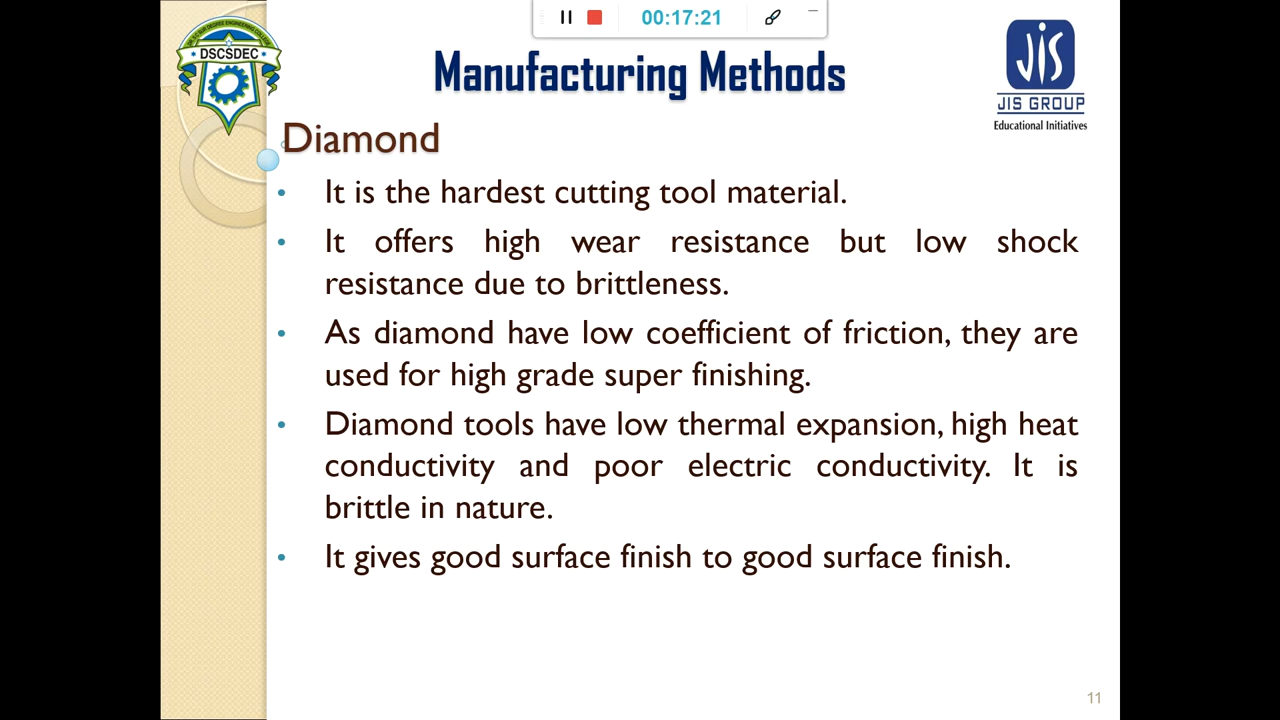 00:17:21
DSCSDEC
Manufacturing Methods
JIS
JIS GROUP
Educational Initiatives
Diamond
• It is the hardest cutting tool material.
• It offers high wear resistance but low shock
resistance due to brittleness.
• As diamond have low coefficient of friction, they are
used for high grade super finishing.
• Diamond tools have low thermal expansion, high heat
conductivity and poor electric conductivity. It is
brittle in nature.
• It gives good surface finish to good surface finish.
11